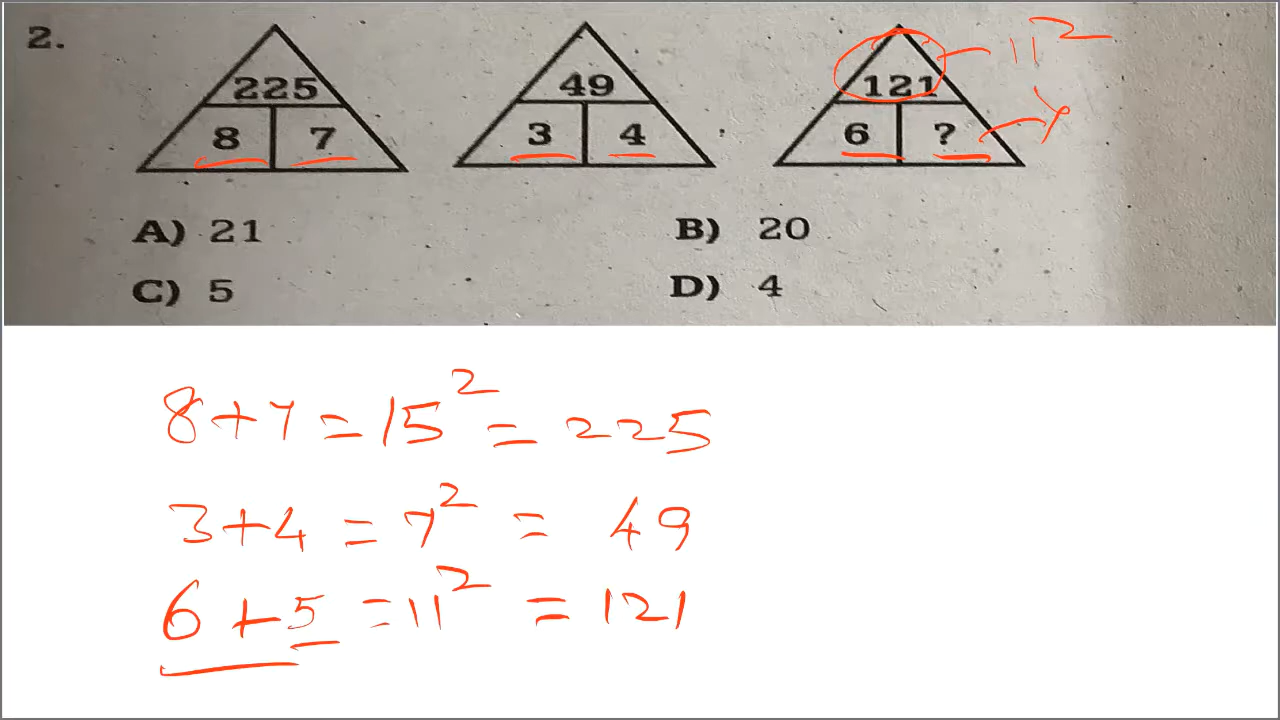 2.
225 49 121 — 11²
8 7 3 4 6 ? — y
A) 21 B) 20
C) 5 D) 4
8+7=15²=225
3+4=7²=49
6+5=11²=121